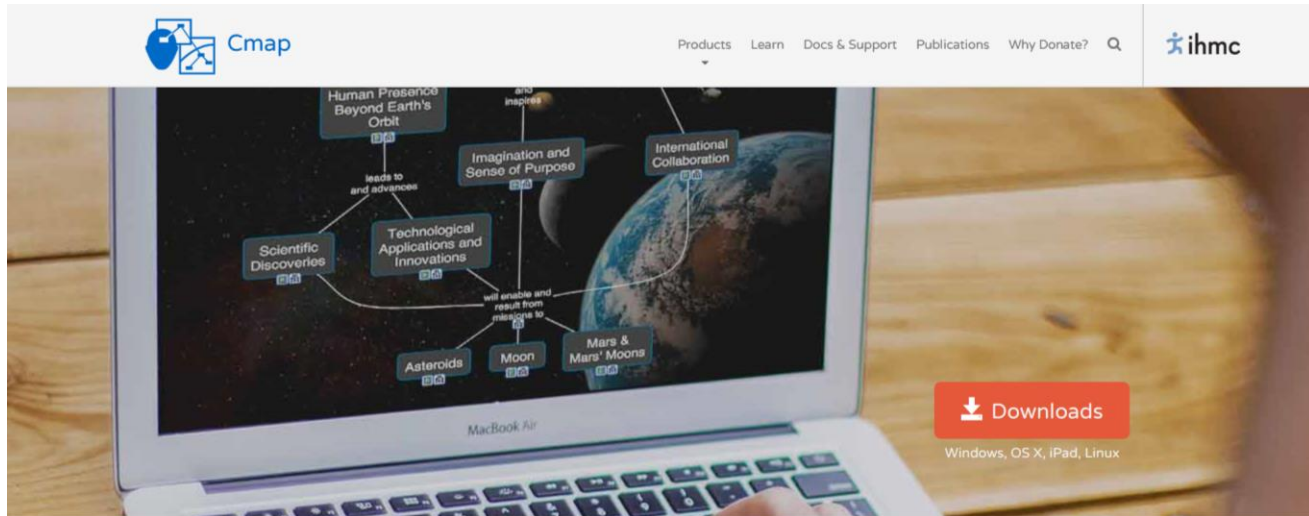 Cmap
Products Learn Docs & Support Publications Why Donate?
ihmc
Human Presence
Beyond Earth's
Orbit
and
inspires
Imagination and
Sense of Purpose
International
Collaboration
leads to
and advances
Scientific
Discoveries
Technological
Applications and
Innovations
will enable and
result from
missions to
Asteroids
Moon
Mars &
Mars' Moons
MacBook Air
Downloads
Windows, OS X, iPad, Linux